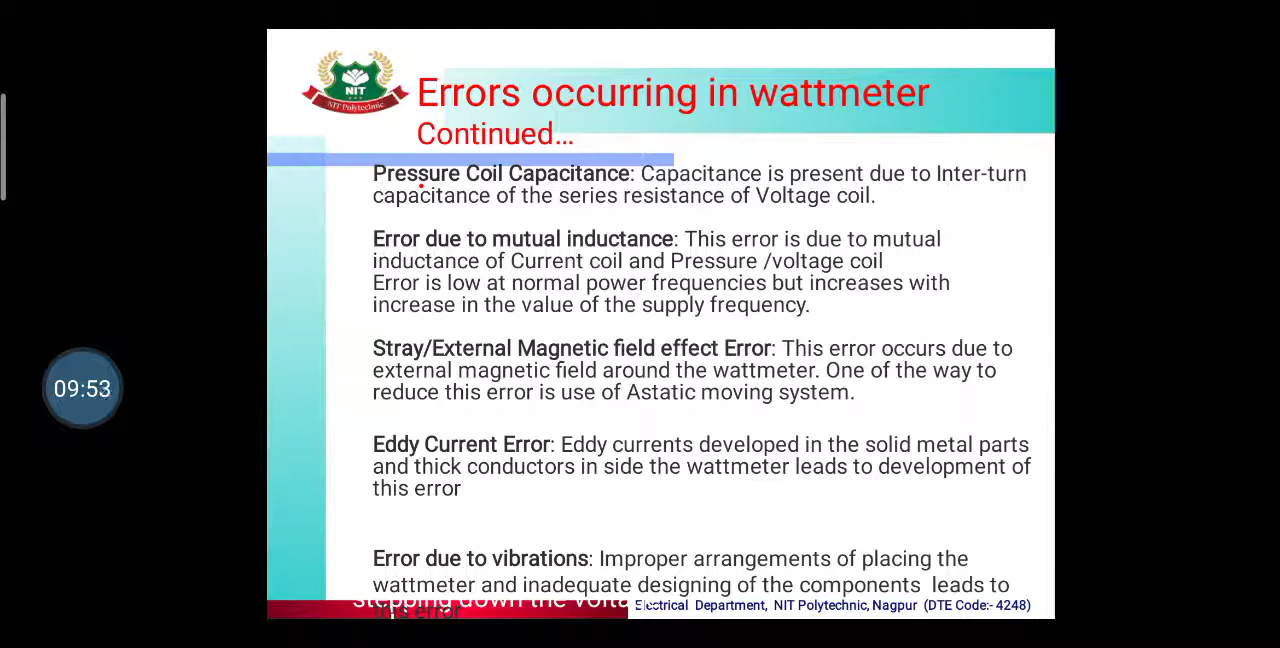 NIT
NIT Polytechnic
Errors occurring in wattmeter
Continued...
Pressure Coil Capacitance: Capacitance is present due to Inter-turn
capacitance of the series resistance of Voltage coil.
Error due to mutual inductance: This error is due to mutual
inductance of Current coil and Pressure /voltage coil
Error is low at normal power frequencies but increases with
increase in the value of the supply frequency.
Stray/External Magnetic field effect Error: This error occurs due to
external magnetic field around the wattmeter. One of the way to
reduce this error is use of Astatic moving system.
09:53
Eddy Current Error: Eddy currents developed in the solid metal parts
and thick conductors in side the wattmeter leads to development of
this error
Error due to vibrations: Improper arrangements of placing the
wattmeter and inadequate designing of the components leads to
this error
stepping down the
Electrical Department, NIT Polytechnic, Nagpur (DTE Code:- 4248)